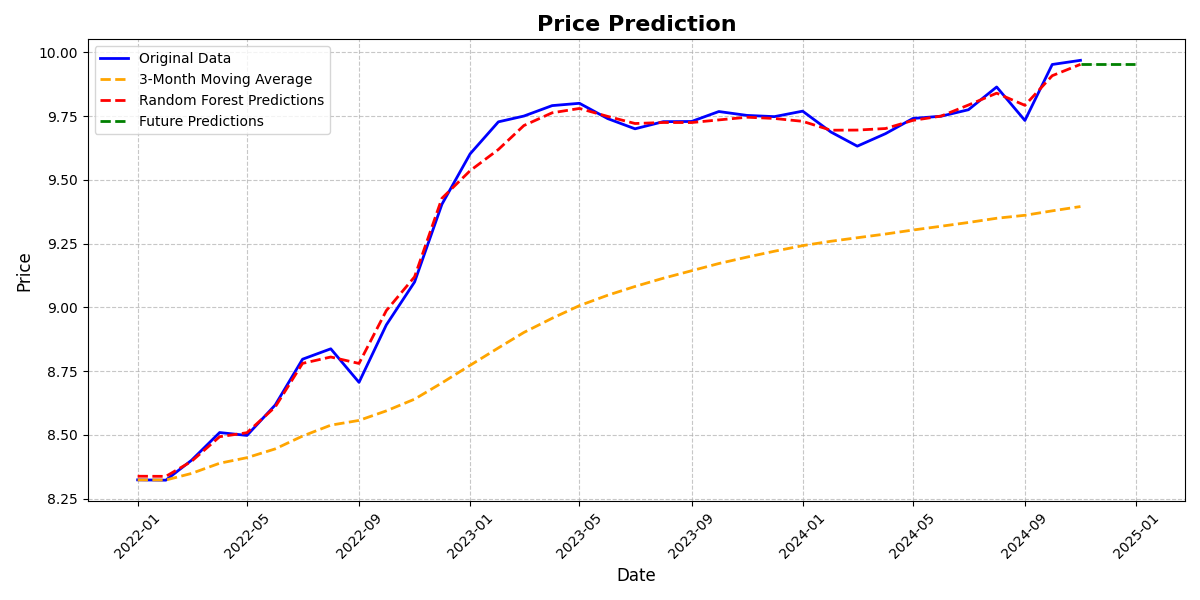 Price Prediction
Original Data
3-Month Moving Average
Random Forest Predictions
Future Predictions
Price
10.00
9.75
9.50
9.25
9.00
8.75
8.50
8.25
2022-01
2022-05
2022-09
2023-01
2023-05
2023-09
2024-01
2024-05
2024-09
2025-01
Date